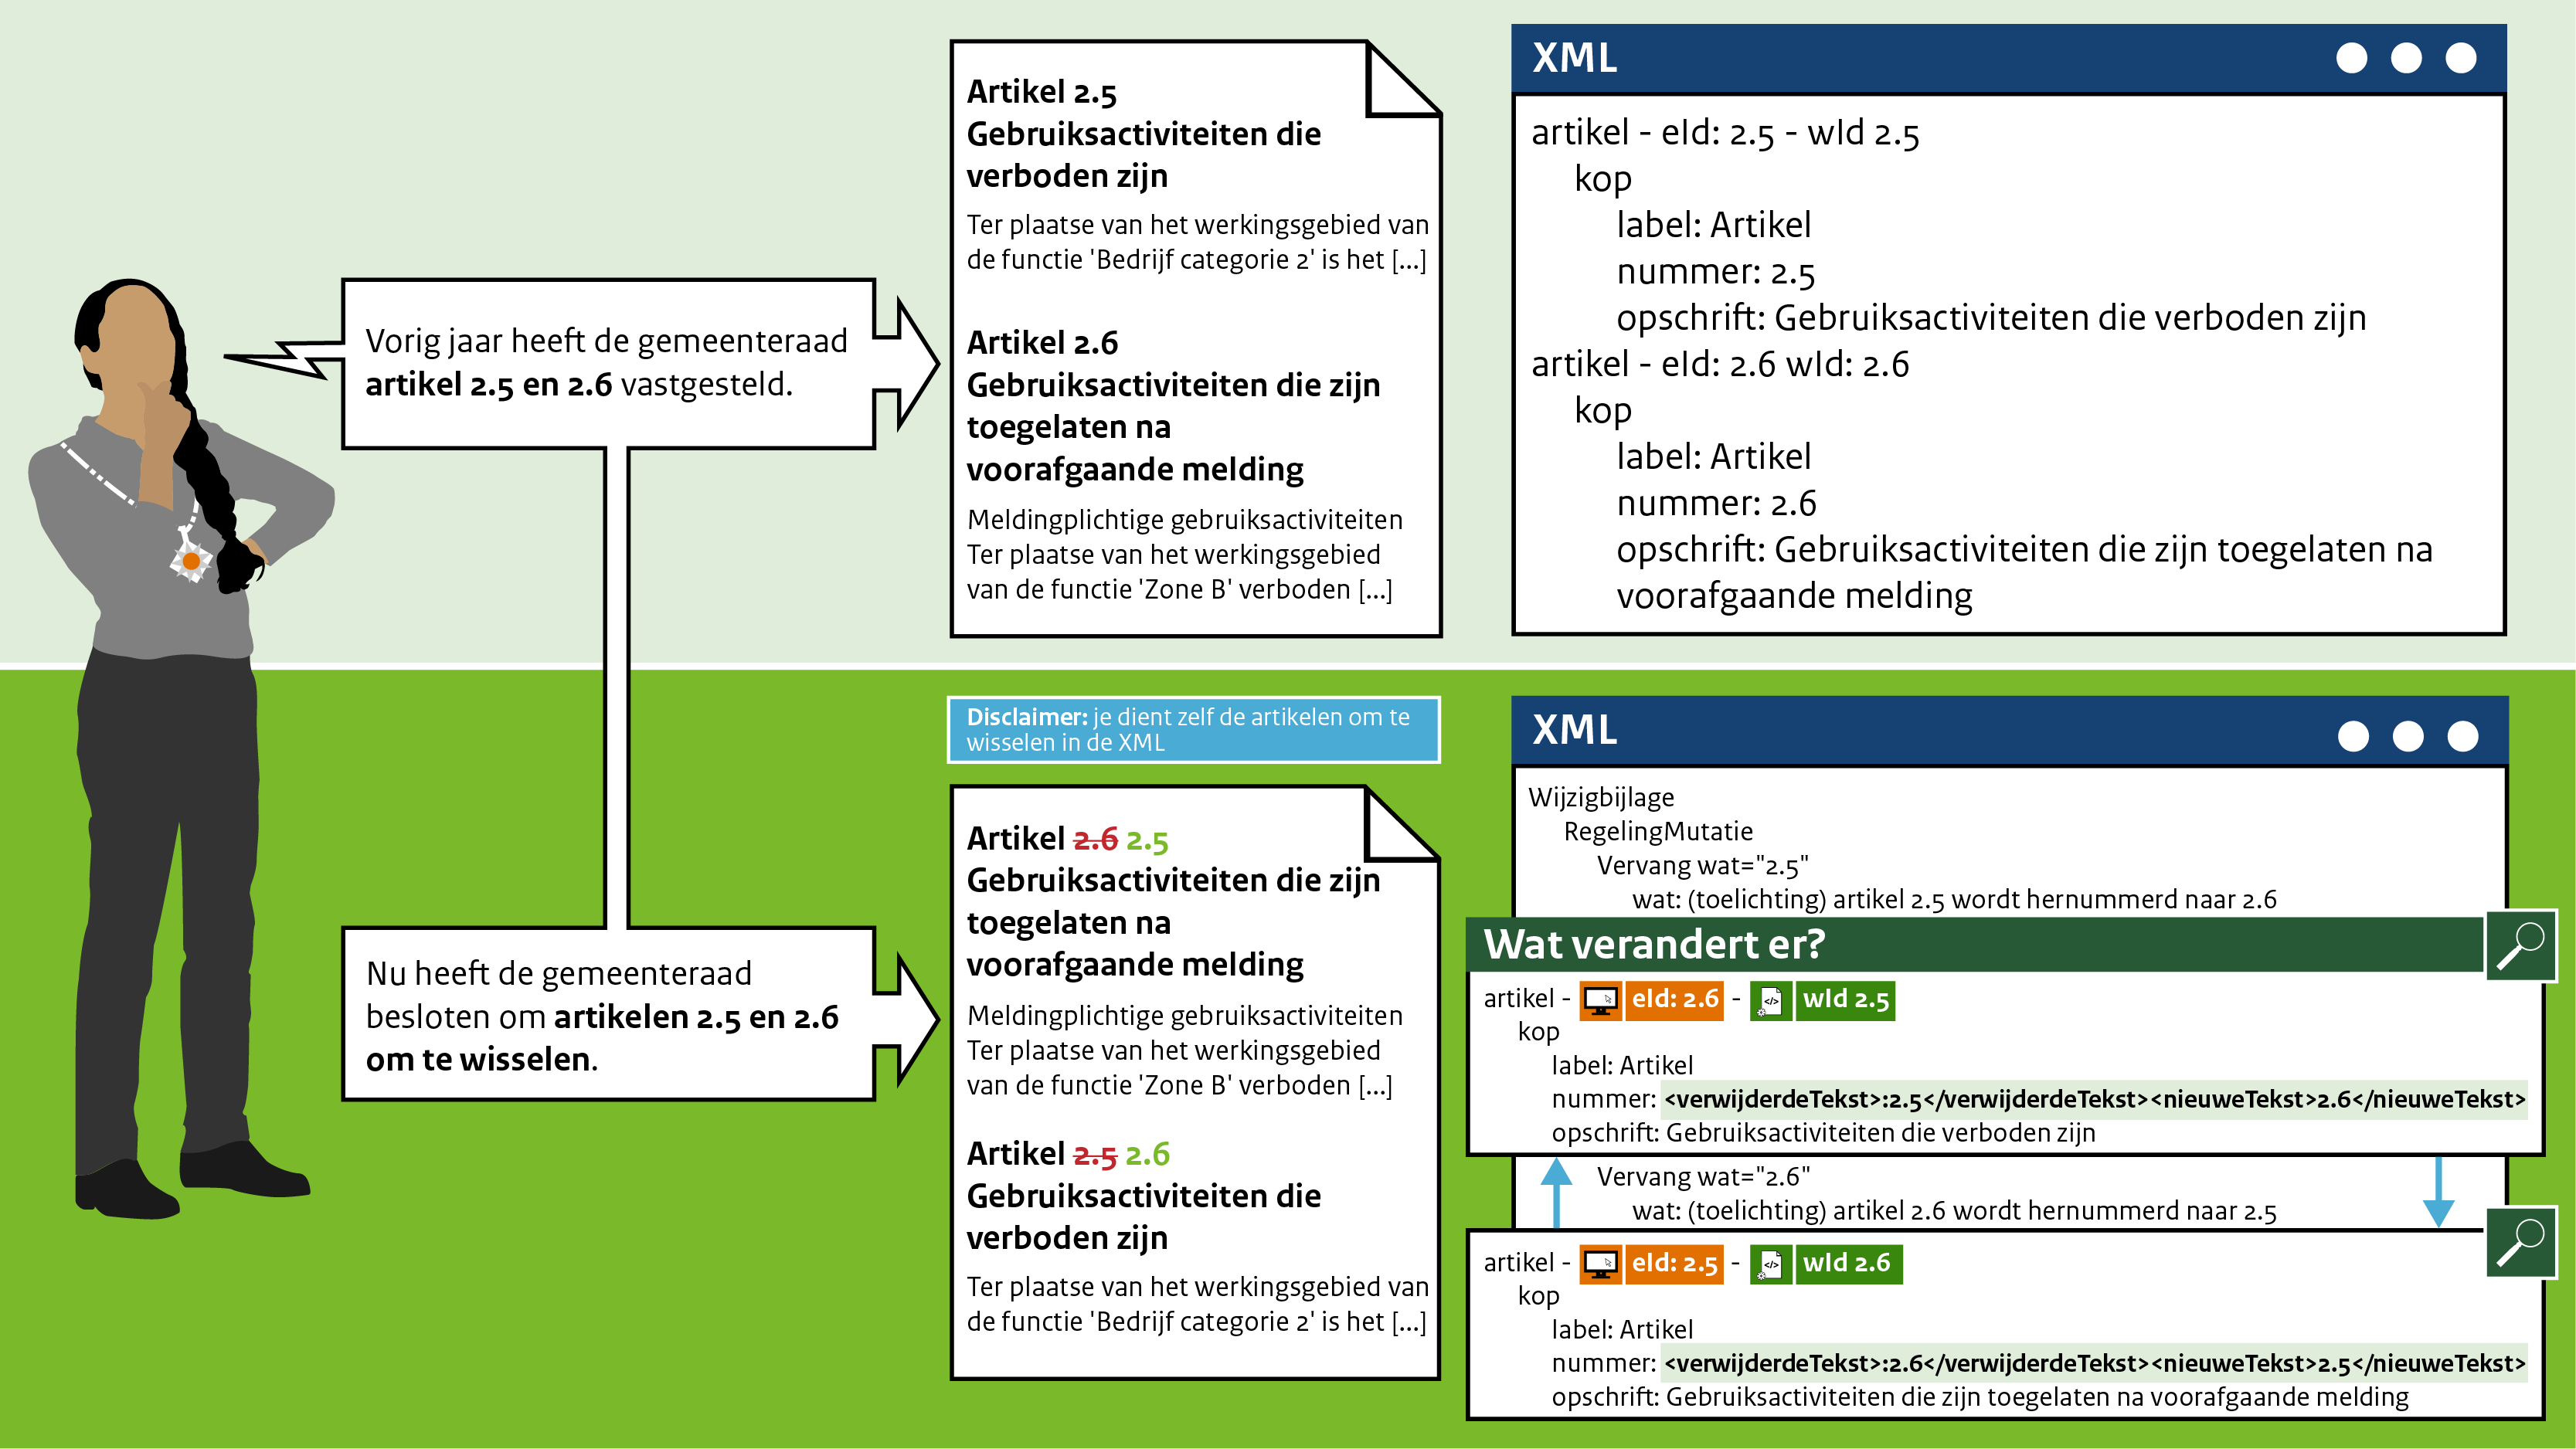 Vorig jaar heeft de gemeenteraad
artikel 2.5 en 2.6 vastgesteld.
Artikel 2.5
Gebruiksactiviteiten die
verboden zijn
Ter plaatse van het werkingsgebied van
de functie 'Bedrijf categorie 2' is het [...]
Artikel 2.6
Gebruiksactiviteiten die zijn
toegelaten na
voorafgaande melding
Meldingplichtige gebruiksactiviteiten
Ter plaatse van het werkingsgebied
van de functie 'Zone B' verboden [...]
XML
artikel - eId: 2.5 - wId 2.5
kop
label: Artikel
nummer: 2.5
opschrift: Gebruiksactiviteiten die verboden zijn
artikel - eId: 2.6 wId: 2.6
kop
label: Artikel
nummer: 2.6
opschrift: Gebruiksactiviteiten die zijn toegelaten na
voorafgaande melding
Nu heeft de gemeenteraad
besloten om artikelen 2.5 en 2.6
om te wisselen.
Disclaimer: je dient zelf de artikelen om te
wisselen in de XML
Artikel 2.6 2.5
Gebruiksactiviteiten die zijn
toegelaten na
voorafgaande melding
Meldingplichtige gebruiksactiviteiten
Ter plaatse van het werkingsgebied
van de functie 'Zone B' verboden [...]
Artikel 2.5 2.6
Gebruiksactiviteiten die
verboden zijn
Ter plaatse van het werkingsgebied van
de functie 'Bedrijf categorie 2' is het [...]
XML
Wijzigbijlage
RegelingMutatie
Vervang wat="2.5"
wat: (toelichting) artikel 2.5 wordt hernummerd naar 2.6
Wat verandert er?
artikel - eId: 2.6 - </> wId 2.5
kop
label: Artikel
nummer: <verwijderdeTekst>:2.5</verwijderdeTekst><nieuweTekst>2.6</nieuweTekst>
opschrift: Gebruiksactiviteiten die verboden zijn
Vervang wat="2.6"
wat: (toelichting) artikel 2.6 wordt hernummerd naar 2.5
artikel - eId: 2.5 - </> wId 2.6
kop
label: Artikel
nummer: <verwijderdeTekst>:2.6</verwijderdeTekst><nieuweTekst>2.5</nieuweTekst>
opschrift: Gebruiksactiviteiten die zijn toegelaten na voorafgaande melding